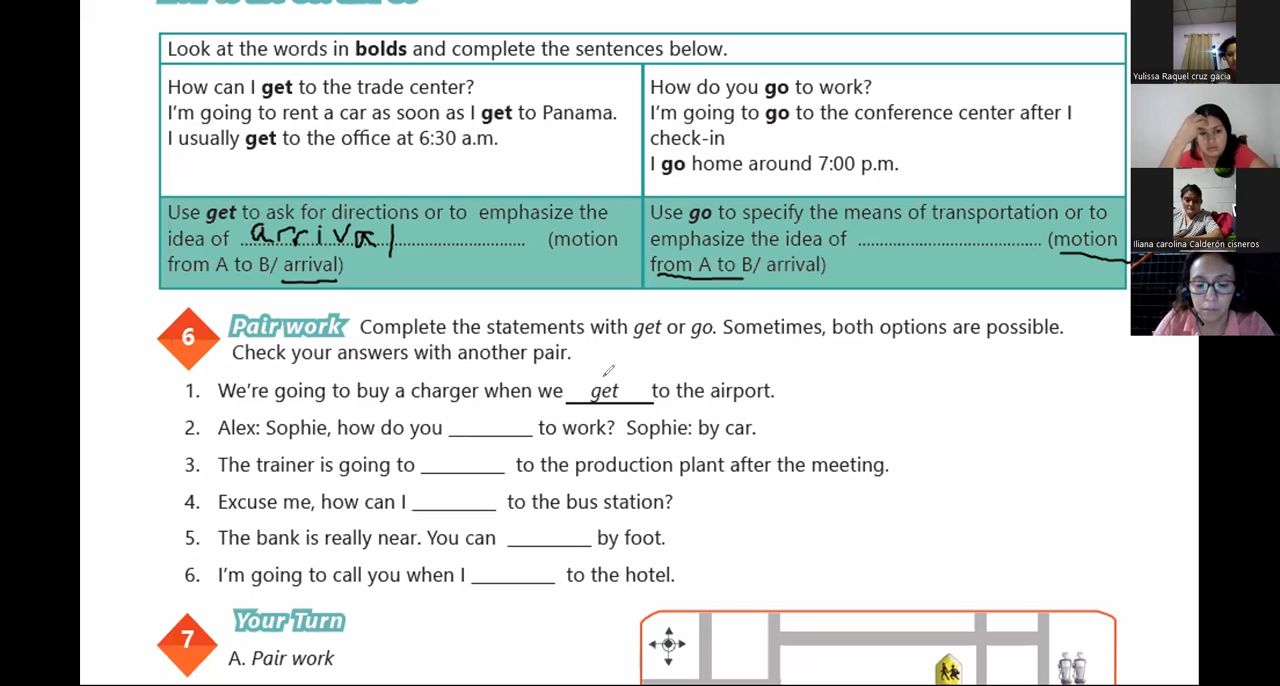 Look at the words in bolds and complete the sentences below.
How can I get to the trade center?
I'm going to rent a car as soon as I get to Panama.
I usually get to the office at 6:30 a.m.
How do you go to work?
I'm going to go to the conference center after I
check-in
I go home around 7:00 p.m.
Use get to ask for directions or to emphasize the
idea of arrival (motion
from A to B/ arrival)
Use go to specify the means of transportation or to
emphasize the idea of ........................................ (motion
from A to B/ arrival)
6 Pair work Complete the statements with get or go. Sometimes, both options are possible.
Check your answers with another pair.
1. We're going to buy a charger when we get to the airport.
2. Alex: Sophie, how do you ________ to work? Sophie: by car.
3. The trainer is going to ________ to the production plant after the meeting.
4. Excuse me, how can I ________ to the bus station?
5. The bank is really near. You can ________ by foot.
6. I'm going to call you when I ________ to the hotel.
7 Your Turn
A. Pair work
Yulissa Raquel cruz gacia
Iliana carolina Calderón cisneros